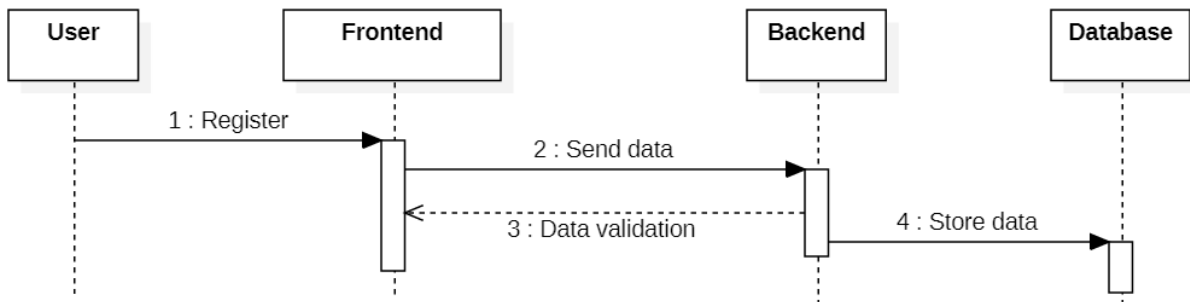 User
Frontend
Backend
Database
1 : Register
2 : Send data
3 : Data validation
4 : Store data